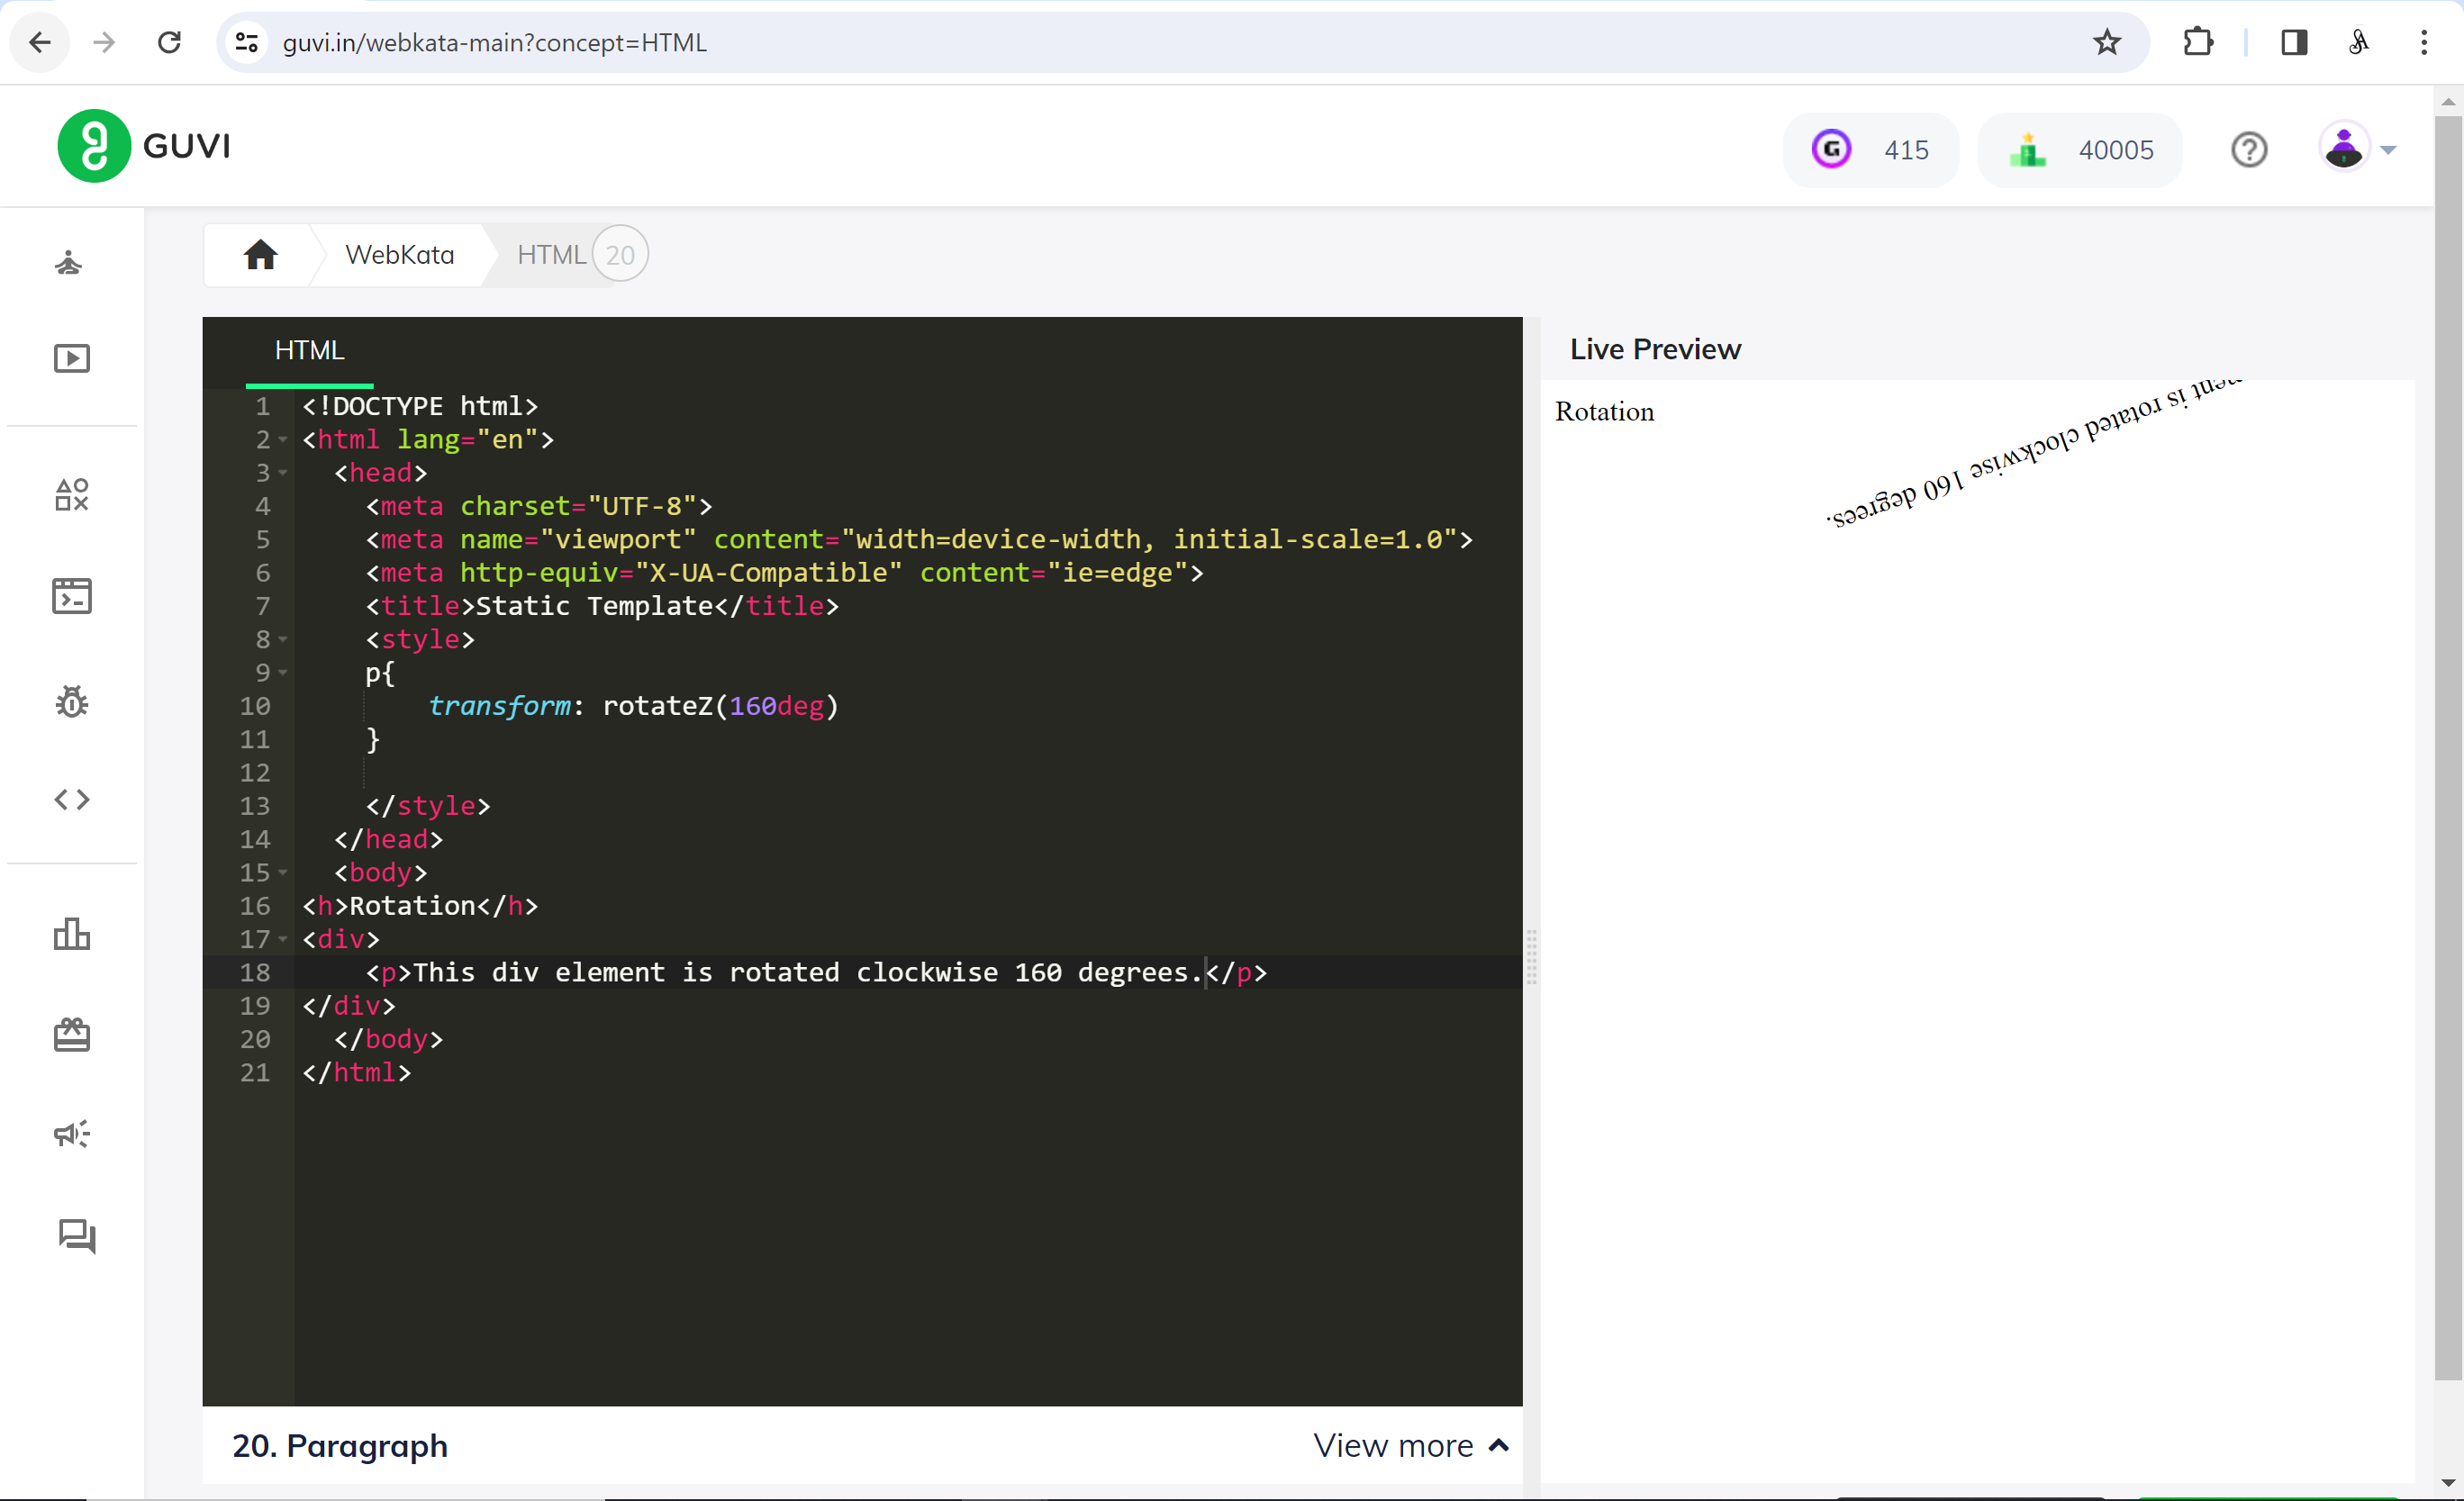 guvi.in/webkata-main?concept=HTML
GUVI
415
40005
WebKata
HTML 20
HTML
1 <!DOCTYPE html>
2 <html lang="en">
3 <head>
4 <meta charset="UTF-8">
5 <meta name="viewport" content="width=device-width, initial-scale=1.0">
6 <meta http-equiv="X-UA-Compatible" content="ie=edge">
7 <title>Static Template</title>
8 <style>
9 p{
10 transform: rotateZ(160deg)
11 }
12
13 </style>
14 </head>
15 <body>
16 <h>Rotation</h>
17 <div>
18 <p>This div element is rotated clockwise 160 degrees.</p>
19 </div>
20 </body>
21 </html>
20. Paragraph
View more
Live Preview
Rotation
is rotated clockwise 160 degrees.